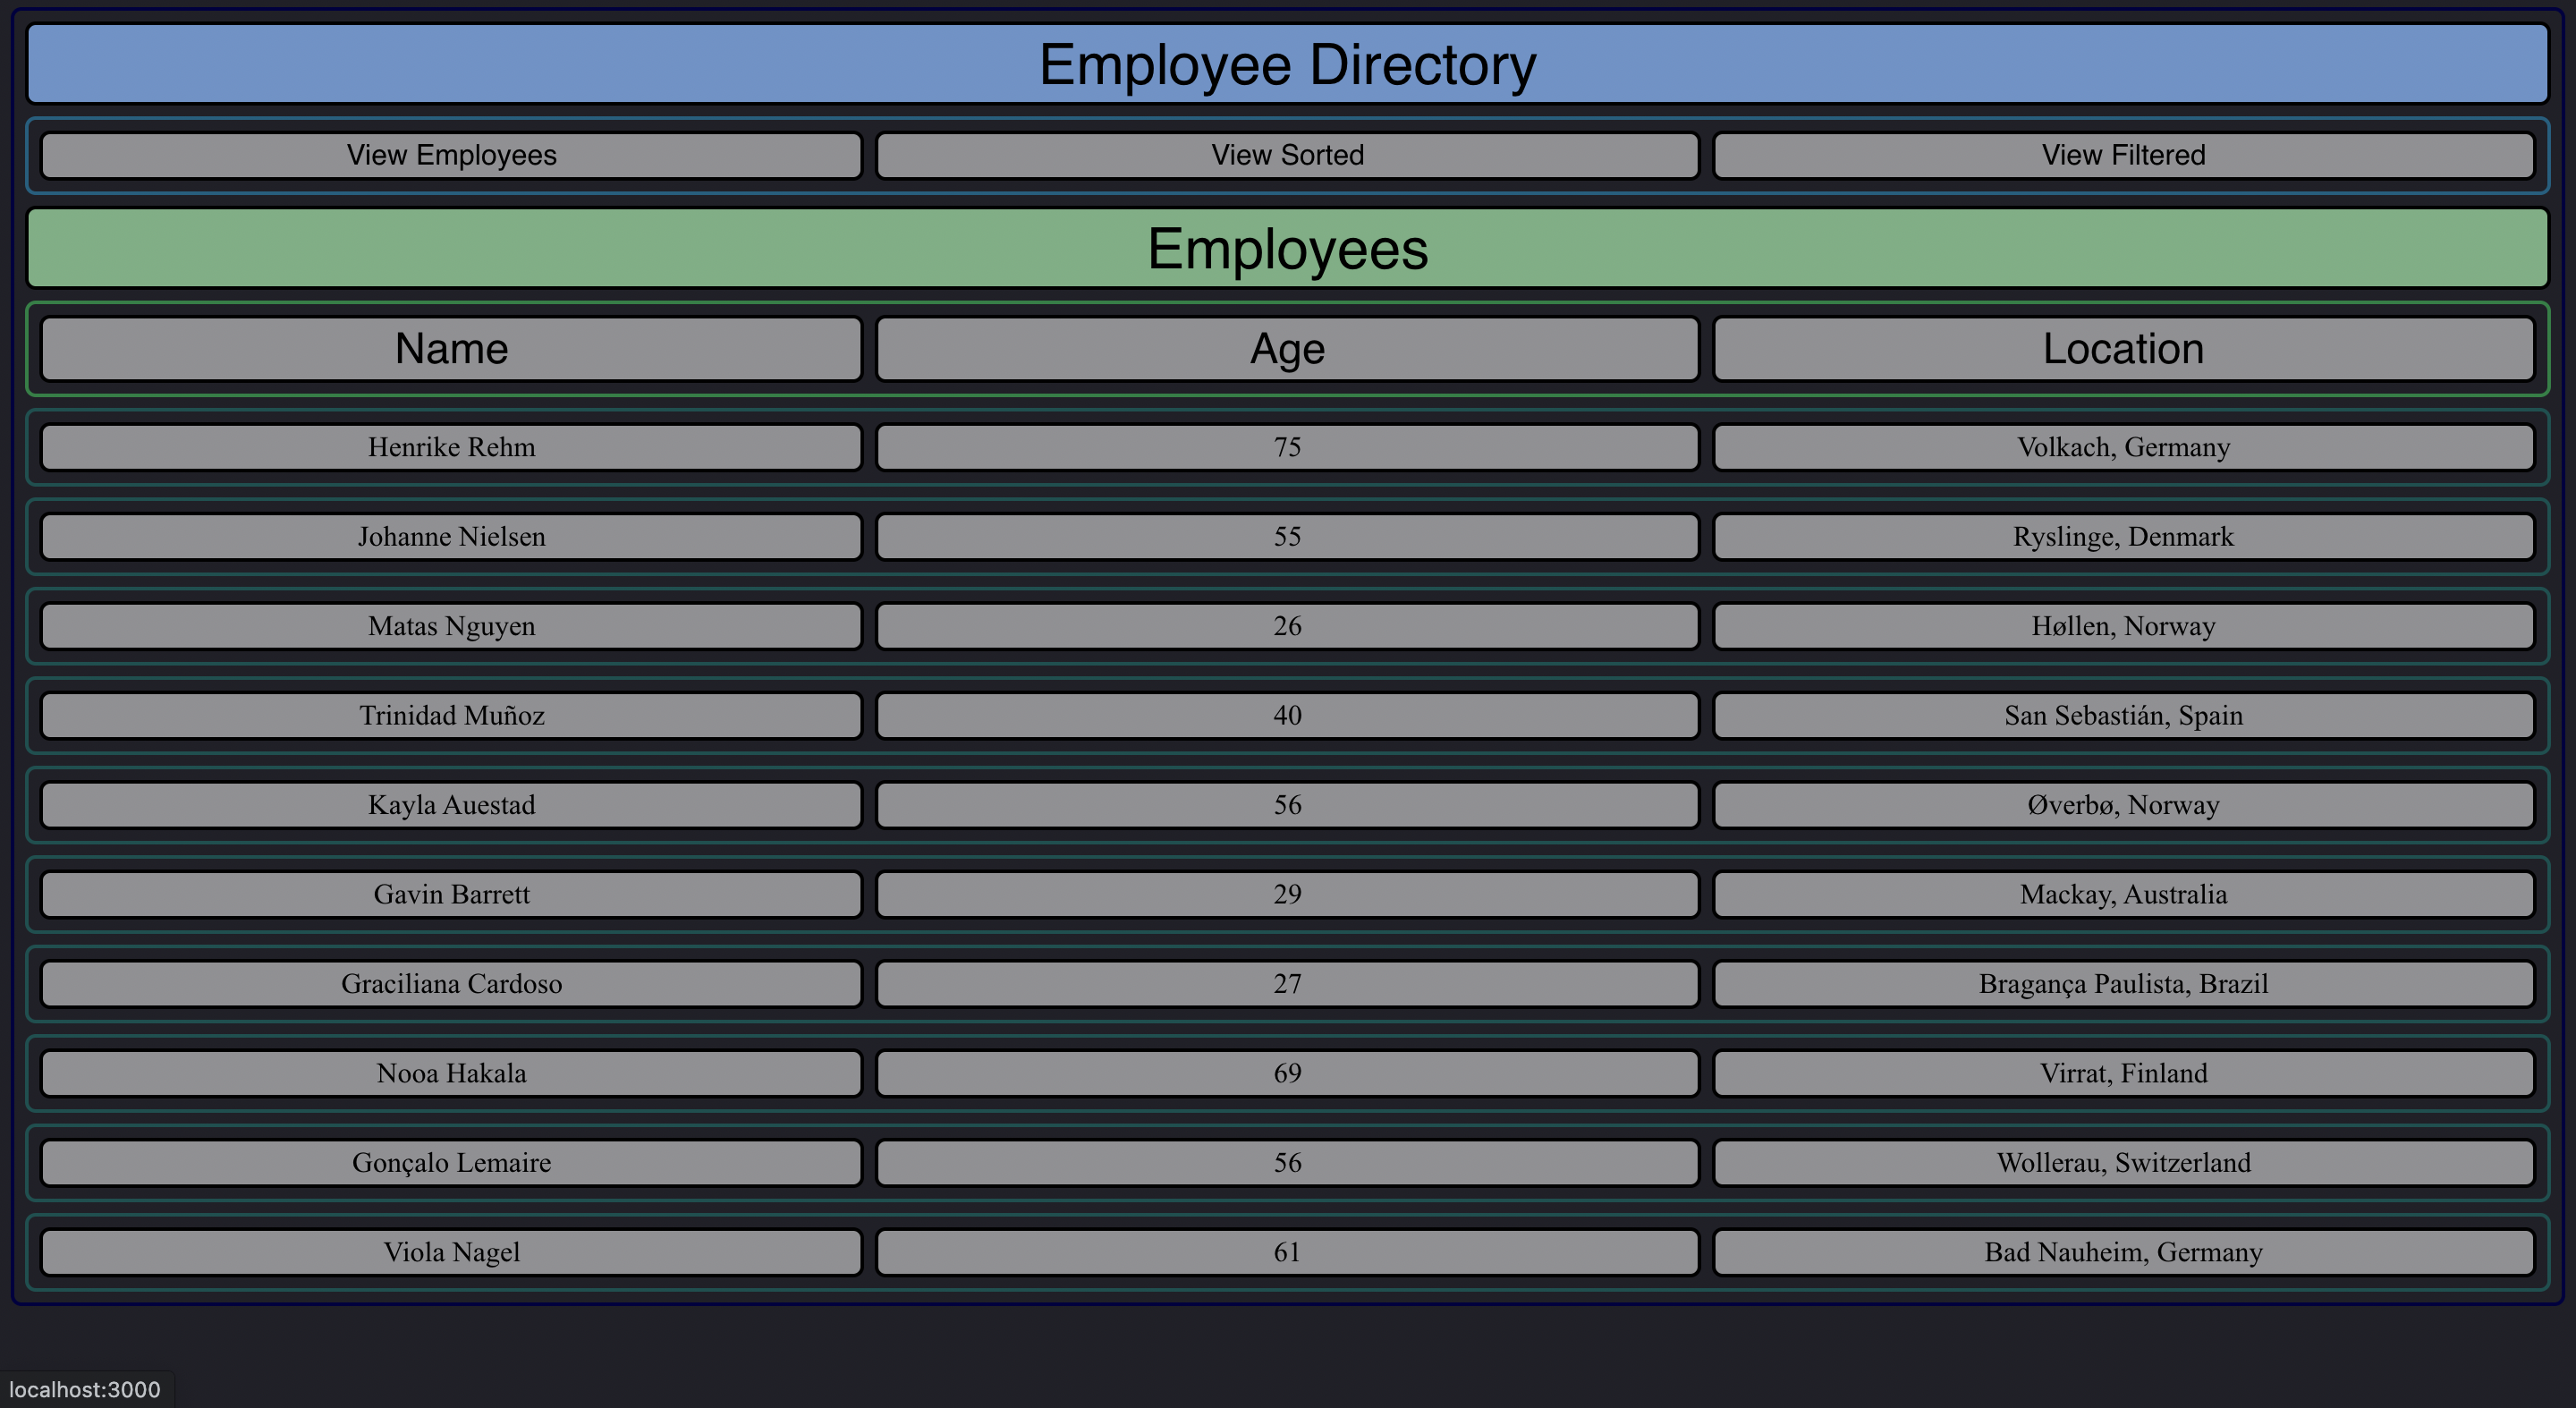 Employee Directory
View Employees View Sorted View Filtered
Employees
Name Age Location
Henrike Rehm 75 Volkach, Germany
Johanne Nielsen 55 Ryslinge, Denmark
Matas Nguyen 26 Høllen, Norway
Trinidad Muñoz 40 San Sebastián, Spain
Kayla Auestad 56 Øverbø, Norway
Gavin Barrett 29 Mackay, Australia
Graciliana Cardoso 27 Bragança Paulista, Brazil
Nooa Hakala 69 Virrat, Finland
Gonçalo Lemaire 56 Wollerau, Switzerland
Viola Nagel 61 Bad Nauheim, Germany
localhost:3000